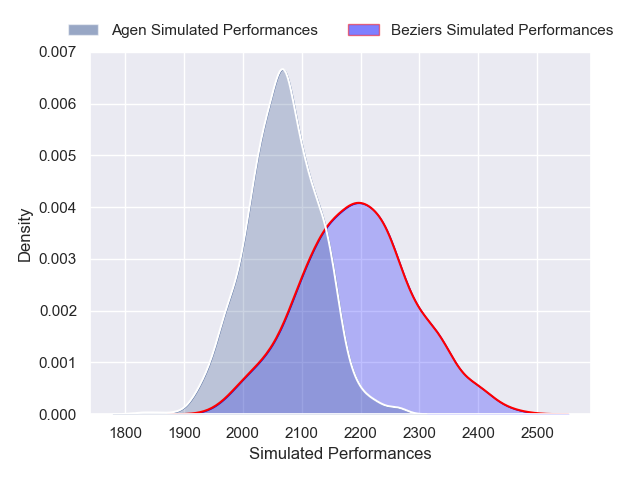 Agen Simulated Performances
Beziers Simulated Performances
0.007
0.006
0.005
0.004
0.003
0.002
0.001
0.000
Density
1800 1900 2000 2100 2200 2300 2400 2500
Simulated Performances